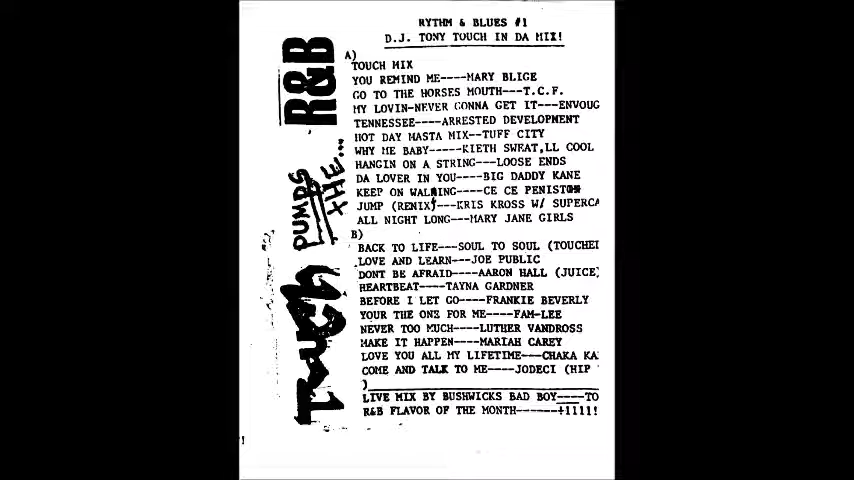 RYTHM & BLUES #1
D.J. TONY TOUCH IN DA MIX!
R&B
PUMPS
THE...
TOUCH
A)
TOUCH MIX
YOU REMIND ME----MARY BLIGE
GO TO THE HORSES MOUTH---T.C.F.
MY LOVIN-NEVER GONNA GET IT---ENVOUG
TENNESSEE----ARRESTED DEVELOPMENT
HOT DAY MASTA MIX--TUFF CITY
WHY ME BABY-----KIETH SWEAT,LL COOL
HANGIN ON A STRING---LOOSE ENDS
DA LOVER IN YOU----BIG DADDY KANE
KEEP ON WALKING----CE CE PENISTON
JUMP (REMIX)---KRIS KROSS W/ SUPERCA
ALL NIGHT LONG---MARY JANE GIRLS
B)
BACK TO LIFE---SOUL TO SOUL (TOUCHED
LOVE AND LEARN---JOE PUBLIC
DONT BE AFRAID----AARON HALL (JUICE)
HEARTBEAT----TAYNA GARDNER
BEFORE I LET GO----FRANKIE BEVERLY
YOUR THE ONE FOR ME----FAM-LEE
NEVER TOO MUCH----LUTHER VANDROSS
MAKE IT HAPPEN----MARIAH CAREY
LOVE YOU ALL MY LIFETIME---CHAKA KA
COME AND TALK TO ME----JODECI (HIP
)
LIVE MIX BY BUSHWICKS BAD BOY----TO
R&B FLAVOR OF THE MONTH-------+1111!